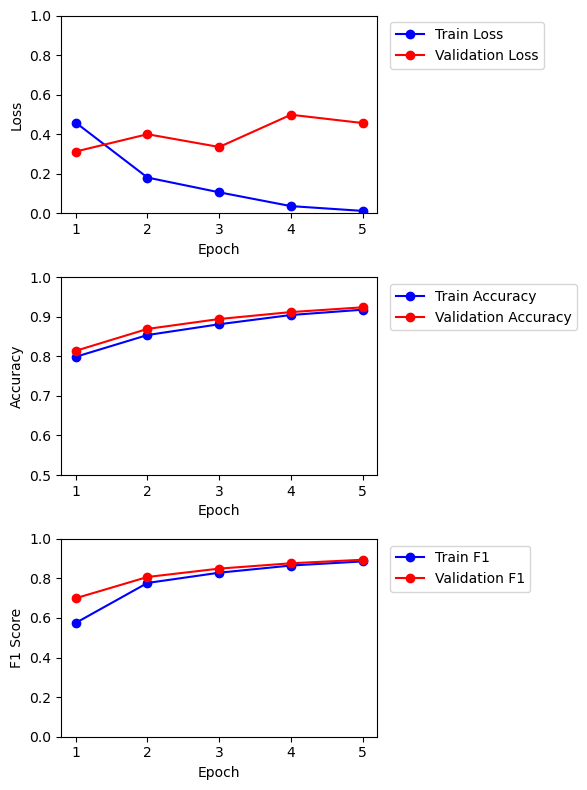 1.0
0.8
0.6
0.4
0.2
0.0
Loss
1 2 3 4 5
Epoch
Train Loss
Validation Loss
1.0
0.9
0.8
0.7
0.6
0.5
Accuracy
1 2 3 4 5
Epoch
Train Accuracy
Validation Accuracy
1.0
0.8
0.6
0.4
0.2
0.0
F1 Score
1 2 3 4 5
Epoch
Train F1
Validation F1